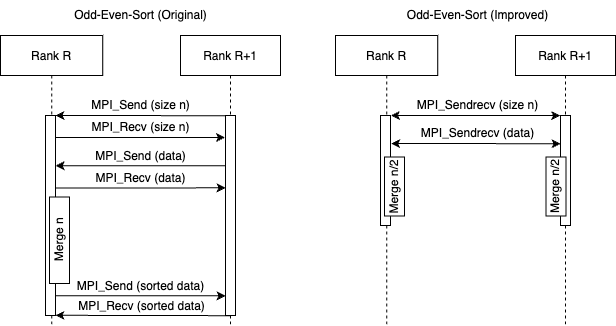 Odd-Even-Sort (Original)
Rank R
Rank R+1
MPI_Send (size n)
MPI_Recv (size n)
MPI_Send (data)
MPI_Recv (data)
Merge n
MPI_Send (sorted data)
MPI_Recv (sorted data)
Odd-Even-Sort (Improved)
Rank R
Rank R+1
MPI_Sendrecv (size n)
MPI_Sendrecv (data)
Merge n/2
Merge n/2